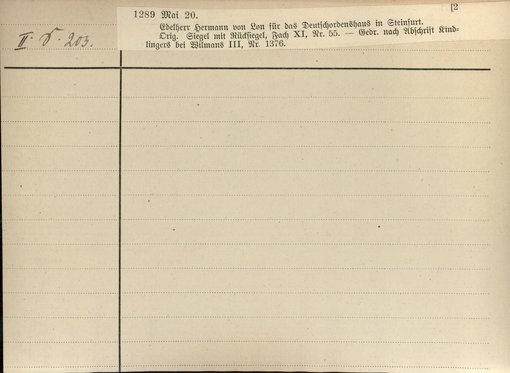 [2
1289 Mai 20.
Edelherr Hermann von Lon für das Deutschordenshaus in Steinfurt.
Orig. Siegel mit Rücksiegel, Fach XI, Nr. 55. — Gedr. nach Abschrift Kind-
lingers bei Wilmans III, Nr. 1376.
II. 203.